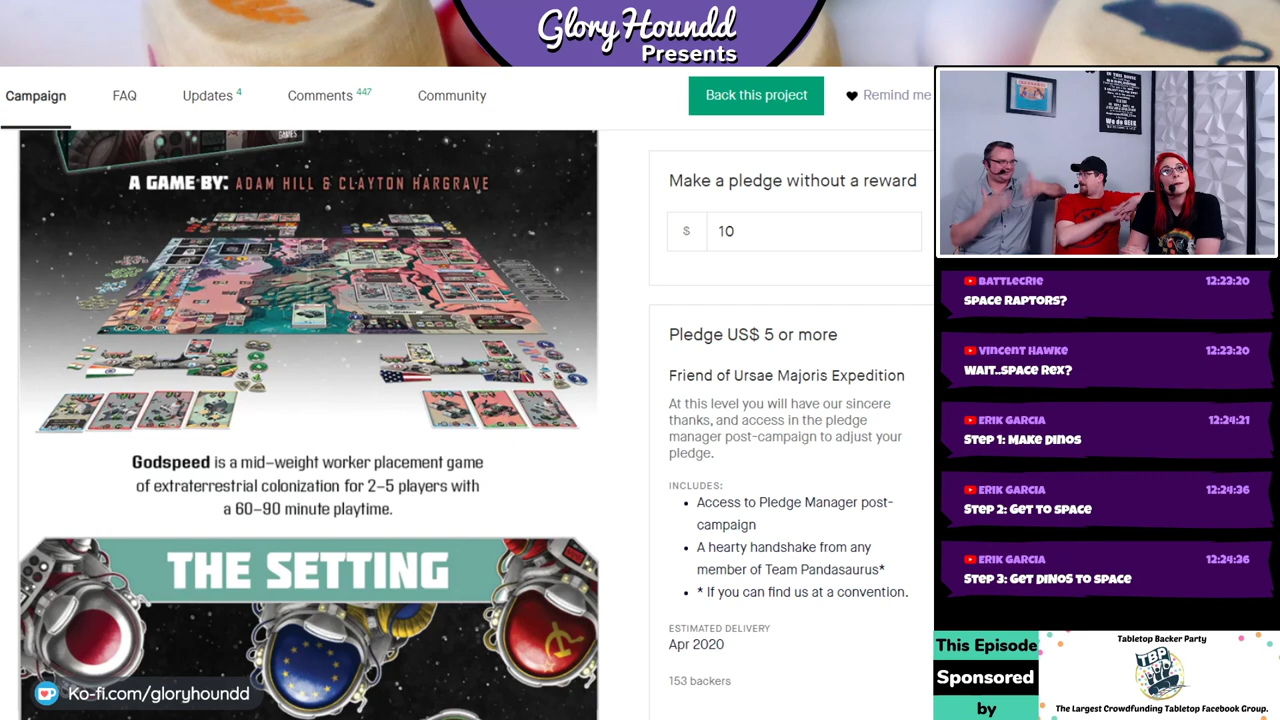 Glory Houndd
Presents
Campaign
FAQ
Updates 4
Comments 447
Community
Back this project
Remind me
GAMES
A GAME BY: ADAM HILL & CLAYTON HARGRAVE
Godspeed is a mid-weight worker placement game
of extraterrestrial colonization for 2-5 players with
a 60-90 minute playtime.
THE SETTING
Ko-fi.com/gloryhoundd
Make a pledge without a reward
$ 10
Pledge US$ 5 or more
Friend of Ursae Majoris Expedition
At this level you will have our sincere
thanks, and access in the pledge
manager post-campaign to adjust your
pledge.
INCLUDES:
• Access to Pledge Manager post-
campaign
• A hearty handshake from any
member of Team Pandasaurus*
• * If you can find us at a convention.
ESTIMATED DELIVERY
Apr 2020
153 backers
We do GEEK
BATTLECRIE 12:23:20
SPACE RAPTORS?
Vincent Hawke 12:23:20
Wait..Space Rex?
Erik Garcia 12:24:21
Step 1: Make Dinos
Erik Garcia 12:24:36
Step 2: Get to space
Erik Garcia 12:24:36
Step 3: Get Dinos to space
This Episode
Sponsored
by
Tabletop Backer Party
TBP
The Largest Crowdfunding Tabletop Facebook Group.